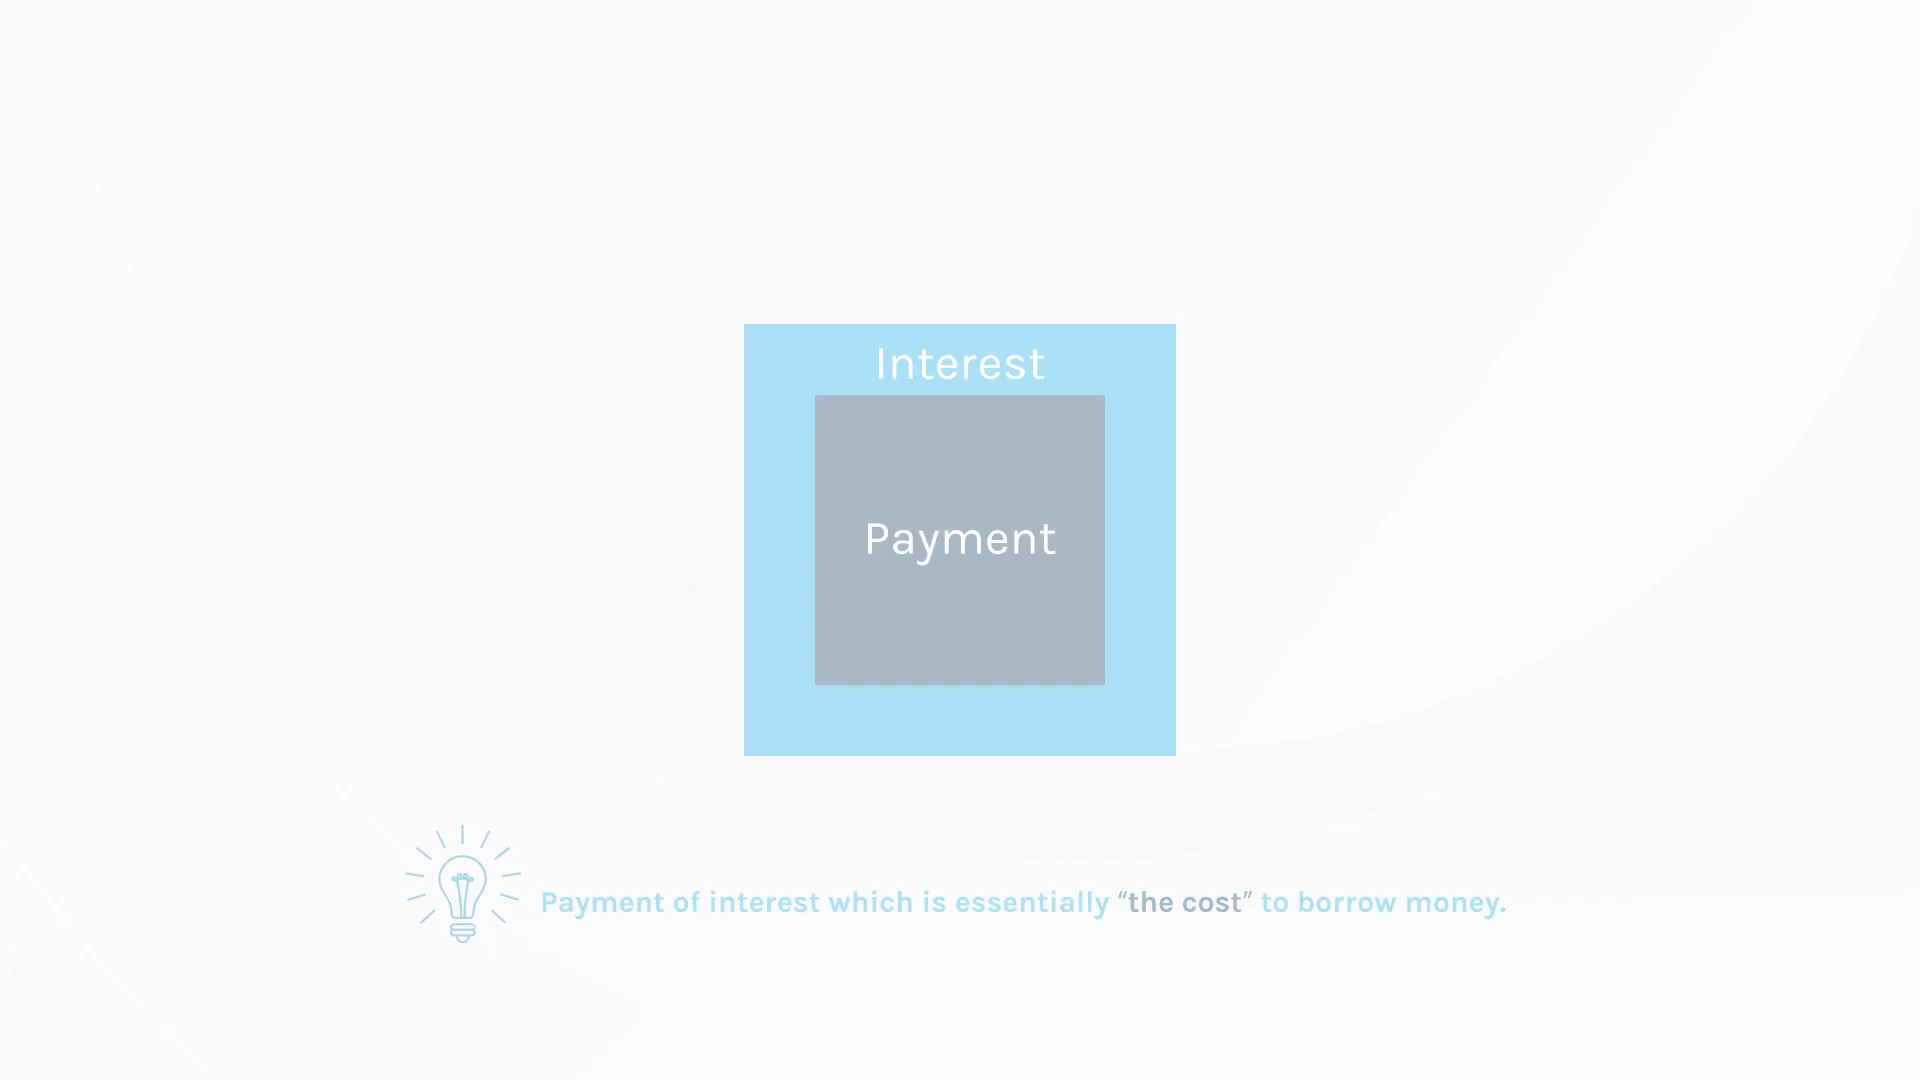 Interest
Payment
Payment of interest which is essentially “the cost” to borrow money.